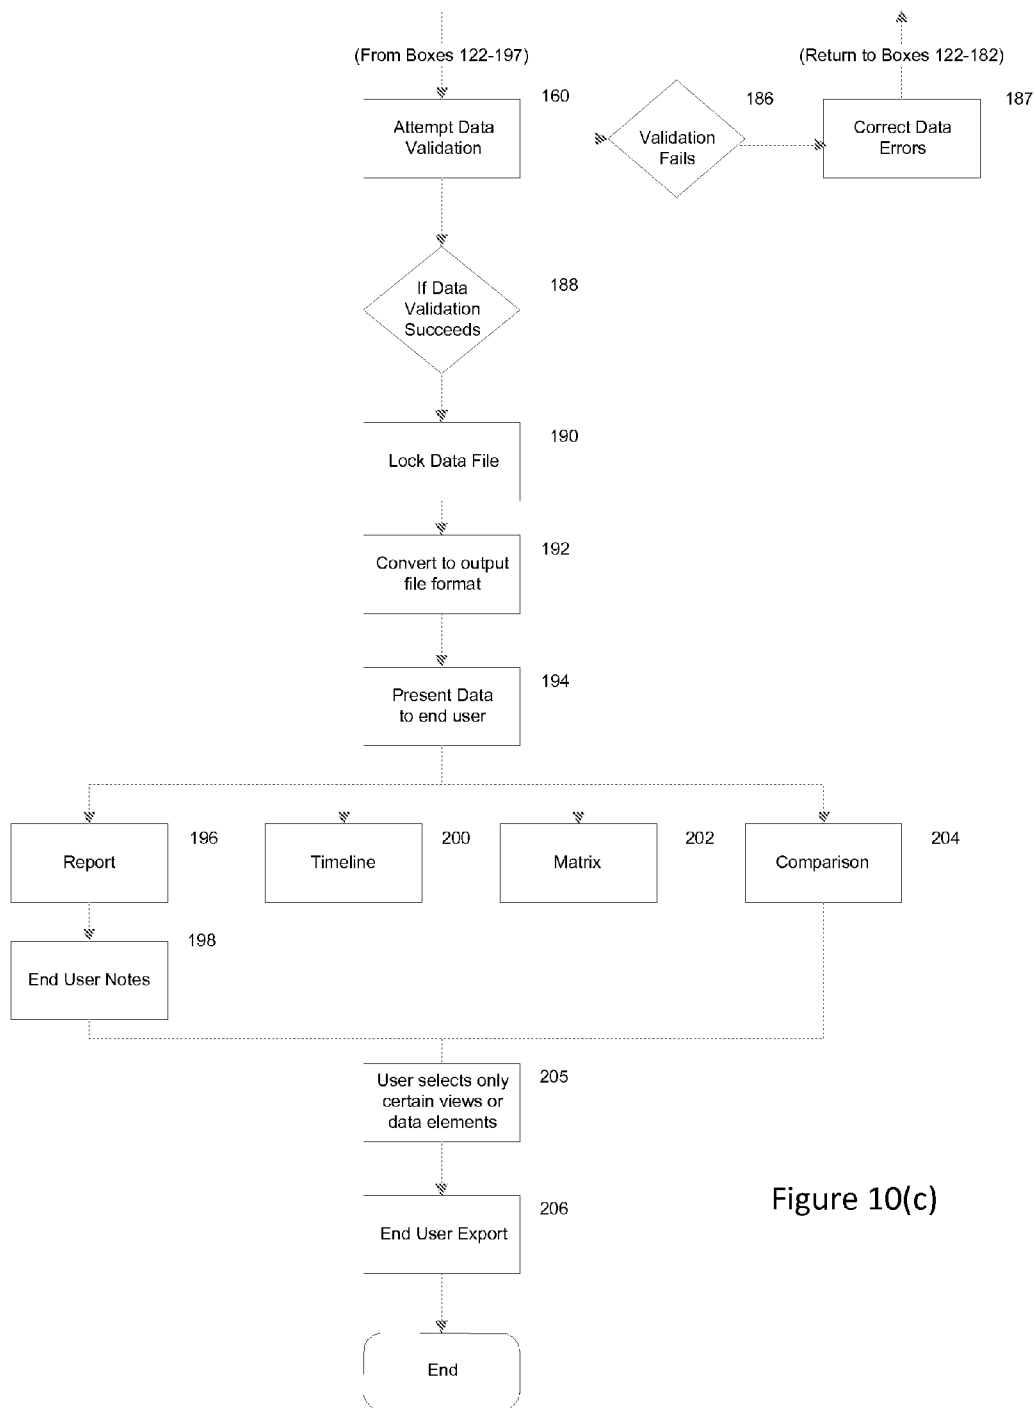 (From Boxes 122-197)
(Return to Boxes 122-182)
160
Attempt Data
Validation
186
Validation
Fails
187
Correct Data
Errors
188
If Data
Validation
Succeeds
190
Lock Data File
192
Convert to output
file format
194
Present Data
to end user
196
Report
200
Timeline
202
Matrix
204
Comparison
198
End User Notes
205
User selects only
certain views or
data elements
206
End User Export
Figure 10(c)
End